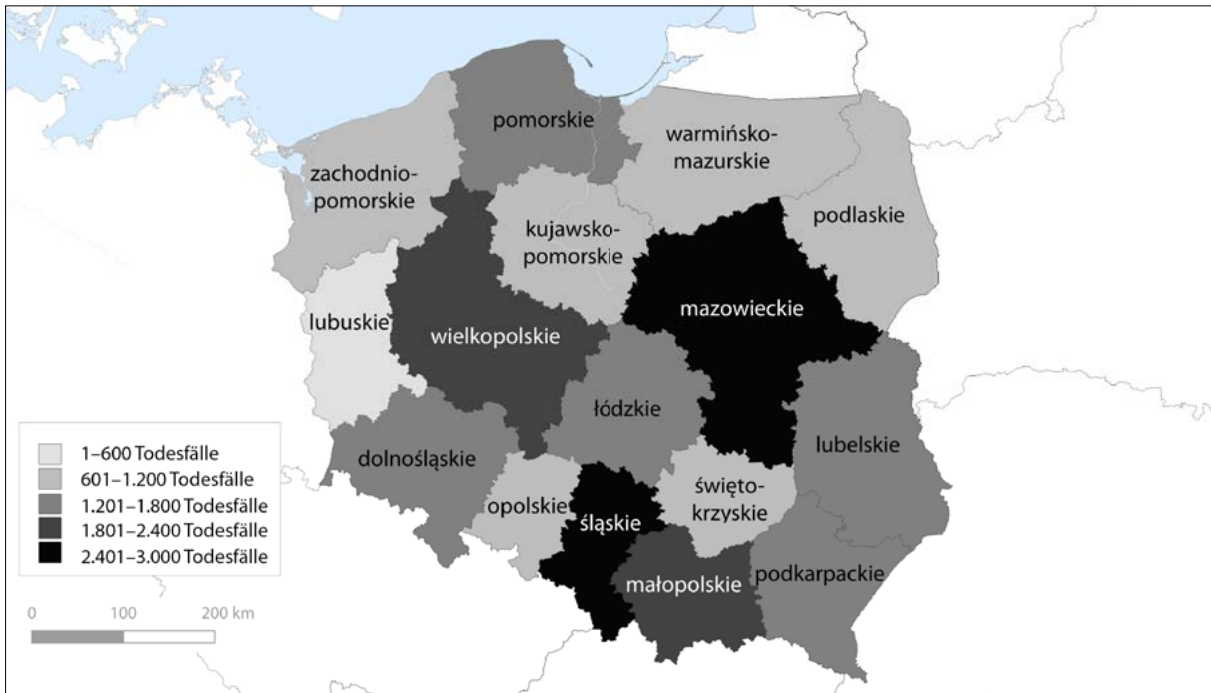 pomorskie
warmińsko-
mazurskie
zachodnio-
pomorskie
podlaskie
kujawsko-
pomorskie
mazowieckie
lubuskie
wielkopolskie
łódzkie
lubelskie
dolnośląskie
opolskie
śląskie
święto-
krzyskie
małopolskie
podkarpackie
1–600 Todesfälle
601–1.200 Todesfälle
1.201–1.800 Todesfälle
1.801–2.400 Todesfälle
2.401–3.000 Todesfälle
0 100 200 km